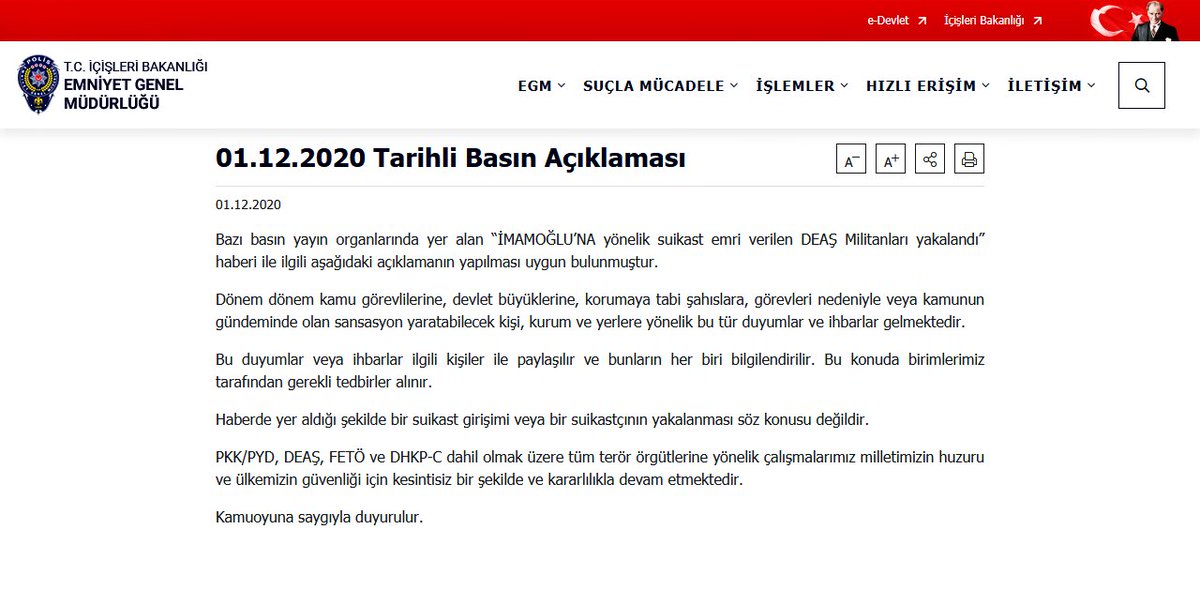 e-Devlet İçişleri Bakanlığı
POLİS
T.C. İÇİŞLERİ BAKANLIĞI
EMNİYET GENEL
MÜDÜRLÜĞÜ
EGM SUÇLA MÜCADELE İŞLEMLER HIZLI ERİŞİM İLETİŞİM
01.12.2020 Tarihli Basın Açıklaması
A− A+
01.12.2020
Bazı basın yayın organlarında yer alan “İMAMOĞLU’NA yönelik suikast emri verilen DEAŞ Militanları yakalandı”
haberi ile ilgili aşağıdaki açıklamanın yapılması uygun bulunmuştur.
Dönem dönem kamu görevlilerine, devlet büyüklerine, korumaya tabi şahıslara, görevleri nedeniyle veya kamunun
gündeminde olan sansasyon yaratabilecek kişi, kurum ve yerlere yönelik bu tür duyumlar ve ihbarlar gelmektedir.
Bu duyumlar veya ihbarlar ilgili kişiler ile paylaşılır ve bunların her biri bilgilendirilir. Bu konuda birimlerimiz
tarafından gerekli tedbirler alınır.
Haberde yer aldığı şekilde bir suikast girişimi veya bir suikastçının yakalanması söz konusu değildir.
PKK/PYD, DEAŞ, FETÖ ve DHKP-C dahil olmak üzere tüm terör örgütlerine yönelik çalışmalarımız milletimizin huzuru
ve ülkemizin güvenliği için kesintisiz bir şekilde ve kararlılıkla devam etmektedir.
Kamuoyuna saygıyla duyurulur.